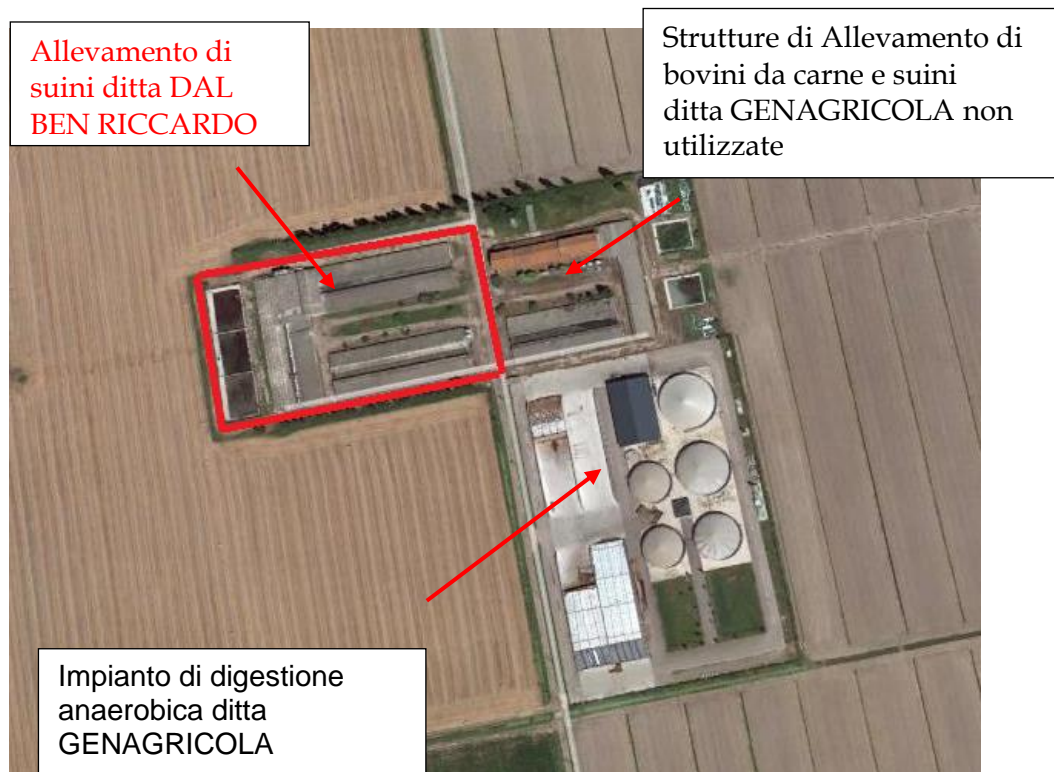 Allevamento di
suini ditta DAL
BEN RICCARDO
Strutture di Allevamento di
bovini da carne e suini
ditta GENAGRICOLA non
utilizzate
Impianto di digestione
anaerobica ditta
GENAGRICOLA